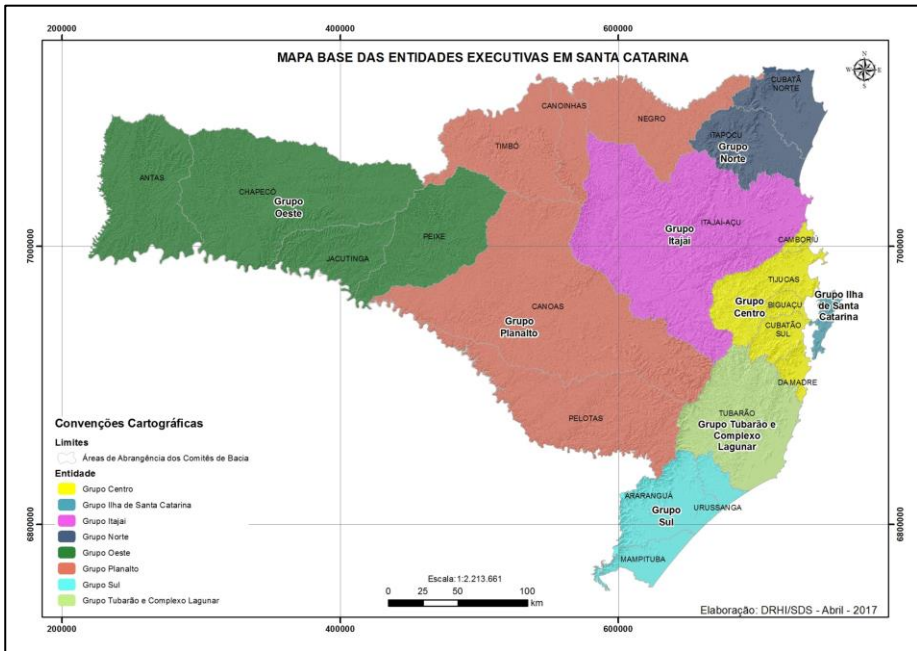 200000
400000
600000
MAPA BASE DAS ENTIDADES EXECUTIVAS EM SANTA CATARINA
N
W
E
S
CUBATÃ
NORTE
CANOINHAS
NEGRO
TIMBÓ
ITAPOCU
Grupo
Norte
ANTAS
CHAPECÓ
Grupo
Oeste
PEIXE
JACUTINGA
ITAJAI-AÇU
Grupo
Itajaí
CAMBORIÚ
7000000
7000000
TIJUCAS
Grupo Ilha
de Santa
Catarina
Grupo
Centro
BIGUAÇU
CUBATÃO
SUL
CANOAS
Grupo
Planalto
DA MADRE
PELOTAS
TUBARÃO
Grupo Tubarão e
Complexo
Lagunar
ARARANGUÁ
URUSSANGA
Grupo
Sul
MAMPITUBA
6800000
6800000
Convenções Cartográficas
Limites
Áreas de Abrangência dos Comitês de Bacia
Entidade
Grupo Centro
Grupo Ilha de Santa Catarina
Grupo Itajaí
Grupo Norte
Grupo Oeste
Grupo Planalto
Grupo Sul
Grupo Tubarão e Complexo Lagunar
Escala: 1:2.213.661
0 25 50 100
km
Elaboração: DRHI/SDS - Abril - 2017
200000
400000
600000